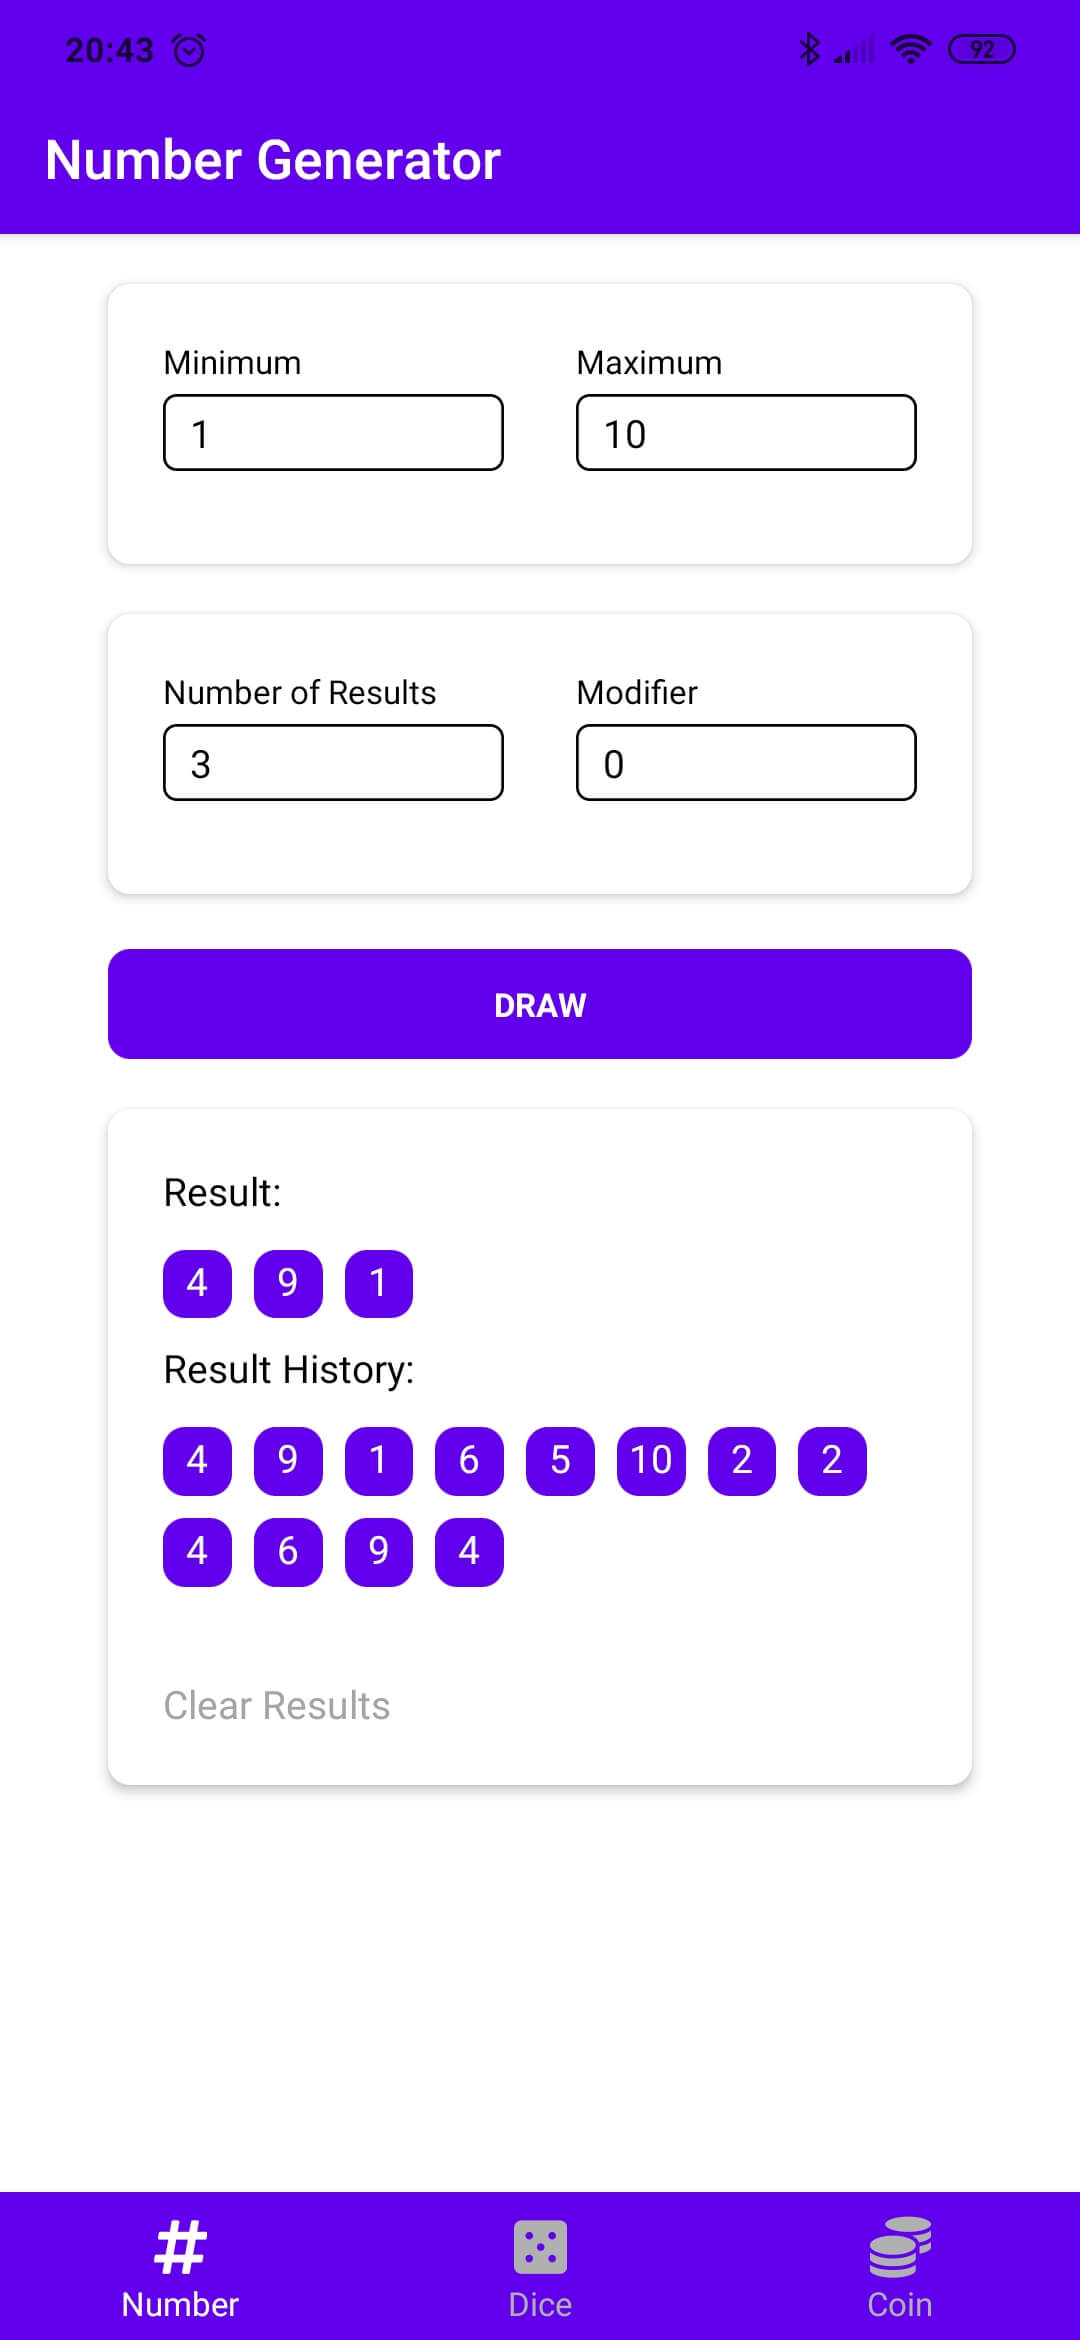 20:43 92
Number Generator
Minimum Maximum
1 10
Number of Results Modifier
3 0
DRAW
Result:
4 9 1
Result History:
4 9 1 6 5 10 2 2
4 6 9 4
Clear Results
# 
Number Dice Coin